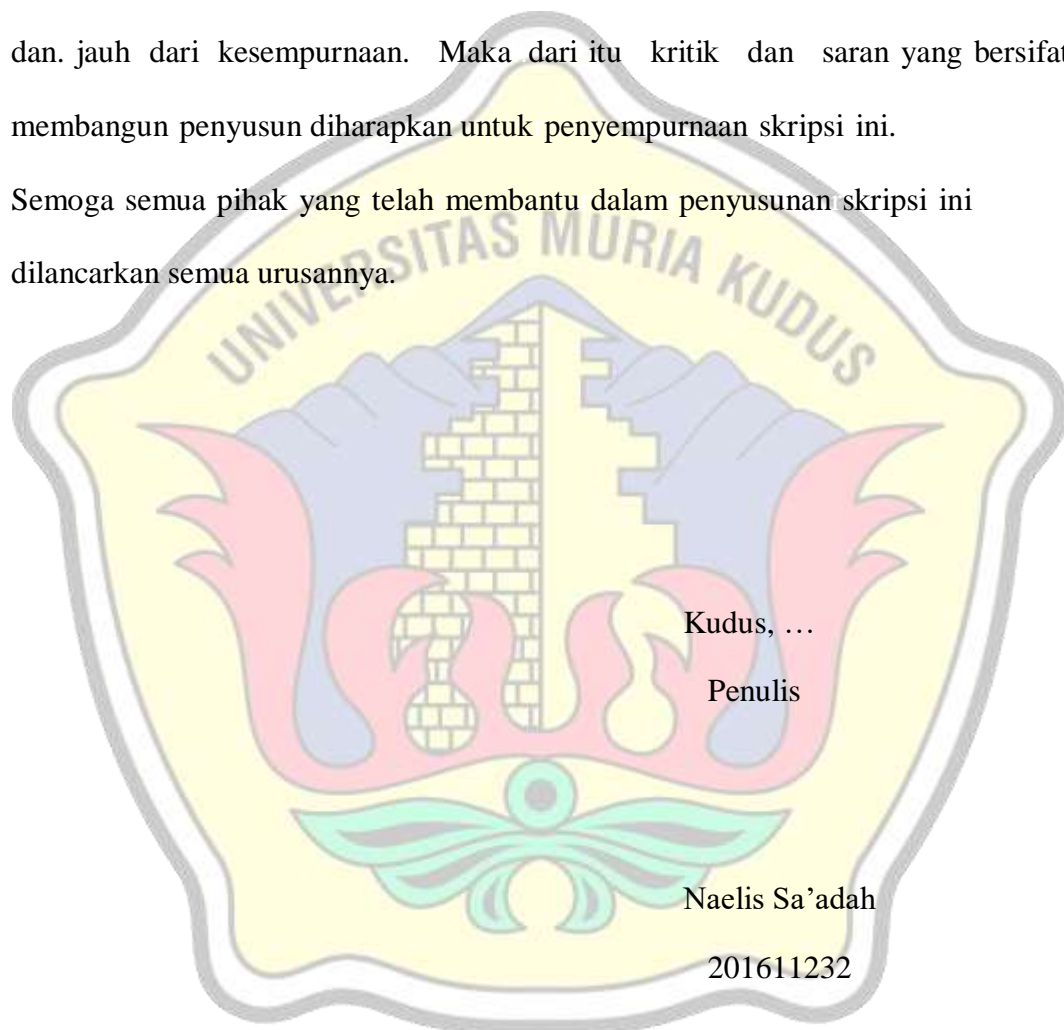 dan. jauh dari kesempurnaan. Maka dari itu kritik dan saran yang bersifat
membangun penyusun diharapkan untuk penyempurnaan skripsi ini.
Semoga semua pihak yang telah membantu dalam penyusunan skripsi ini
dilancarkan semua urusannya.
UNIVERSITAS MURIA KUDUS
Kudus, …
Penulis
Naelis Sa’adah
201611232